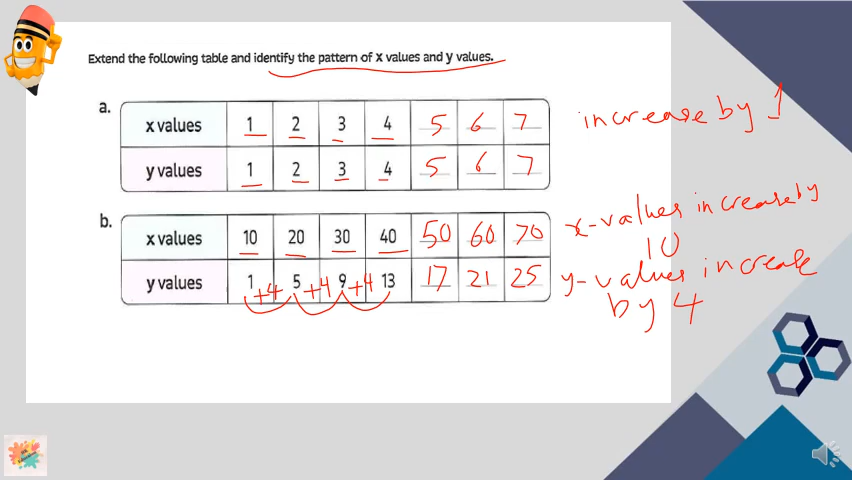 Extend the following table and identify the pattern of x values and y values.
a.
x values 1 2 3 4 5 6 7
increase by 1
y values 1 2 3 4 5 6 7
b.
x values 10 20 30 40 50 60 70
x-values increase by
10
y values 1 5 9 13 17 21 25
+4 +4 +4
y-values increase
by 4